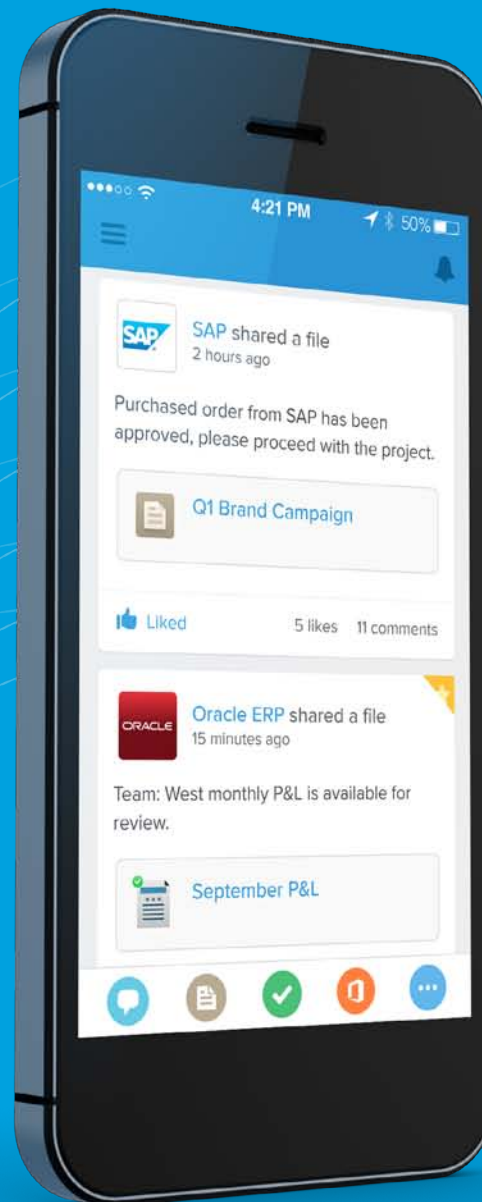 4:21 PM
50%
SAP
SAP shared a file
2 hours ago
Purchased order from SAP has been
approved, please proceed with the project.
Q1 Brand Campaign
Liked
5 likes 11 comments
ORACLE
Oracle ERP shared a file
15 minutes ago
Team: West monthly P&L is available for
review.
September P&L